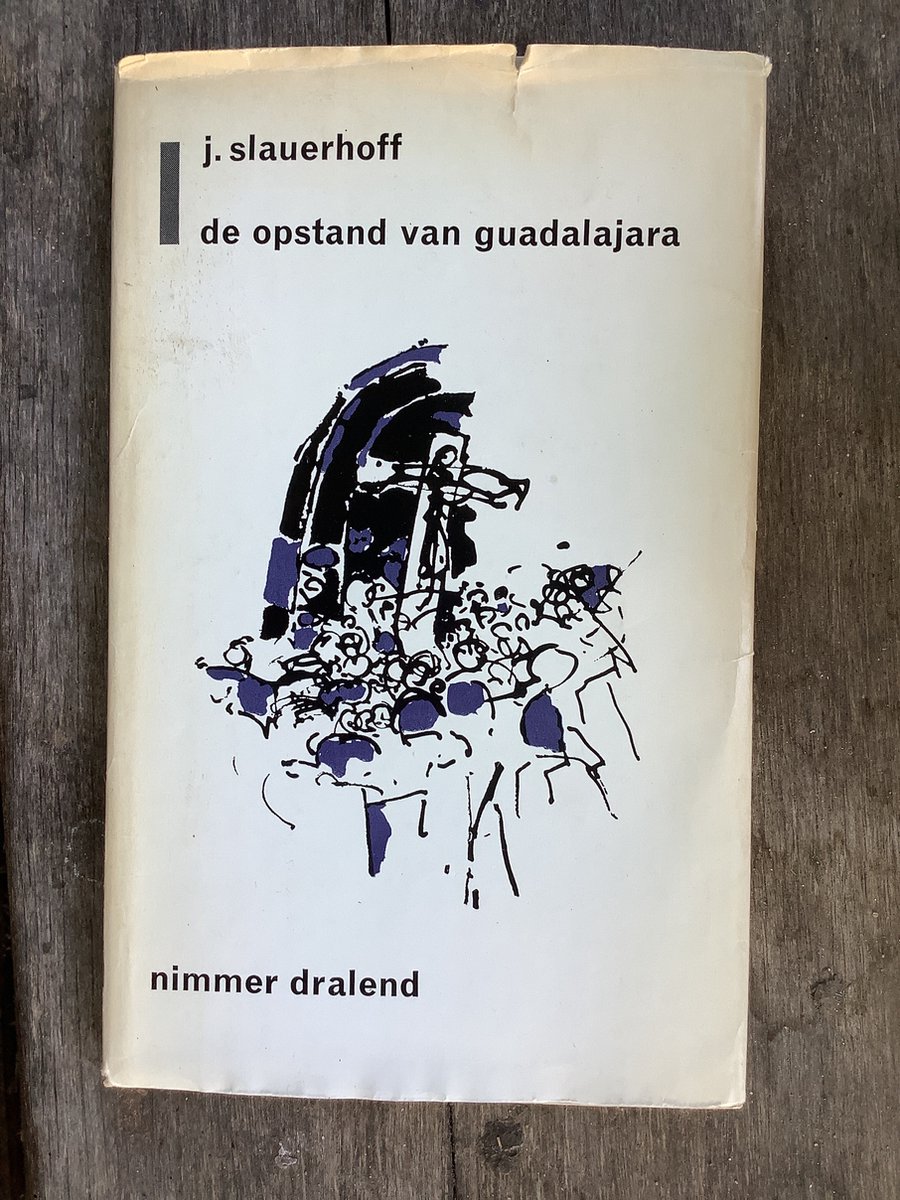 j. slauerhoff
de opstand van guadalajara
nimmer dralend